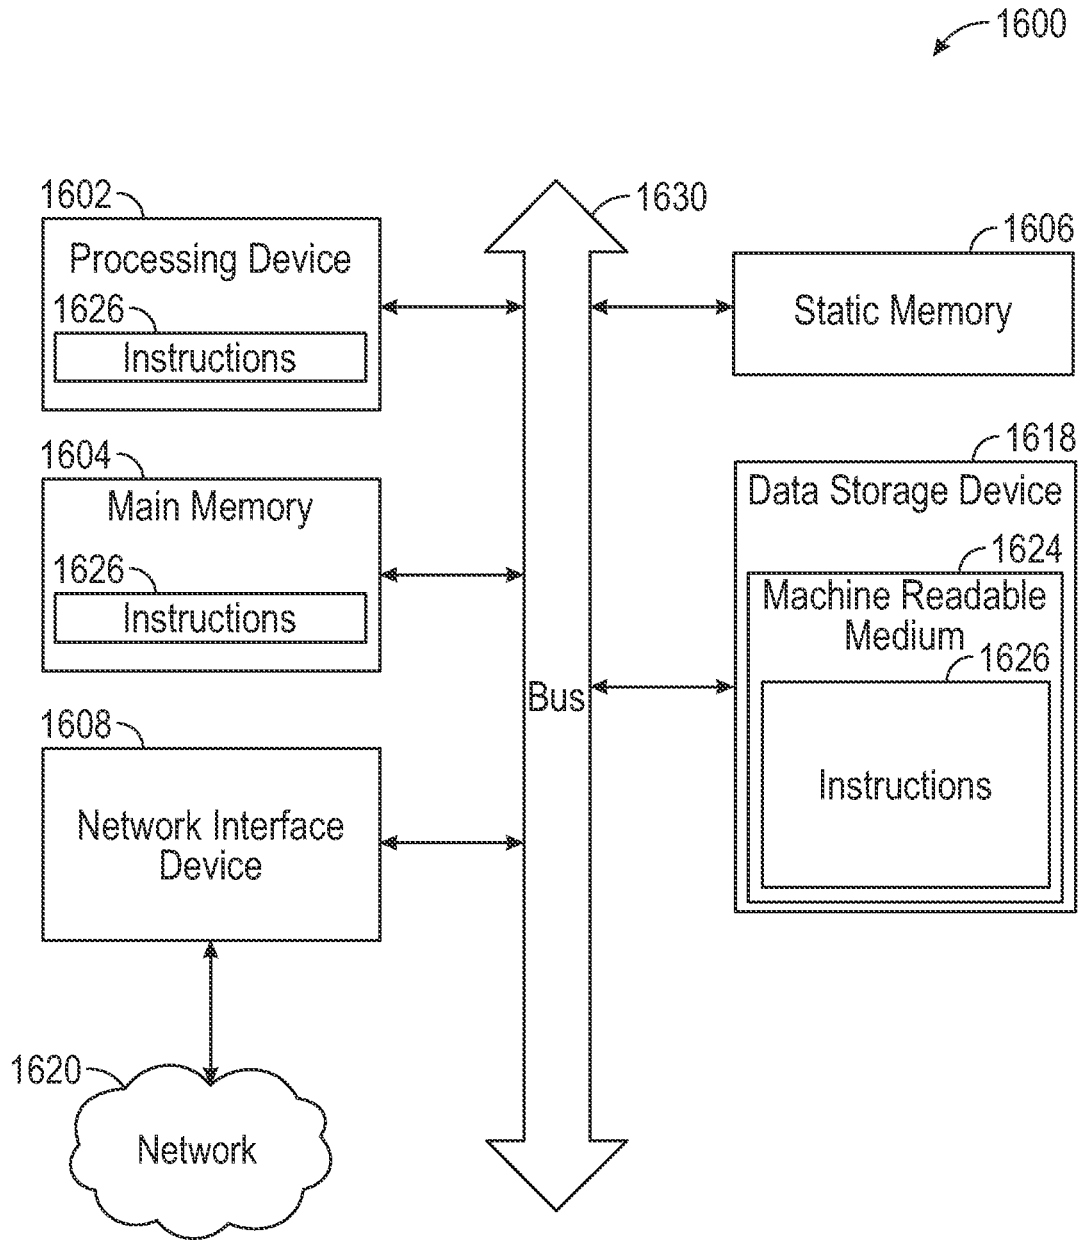 1600
1602
Processing Device
1626
Instructions
1630
1606
Static Memory
1604
Main Memory
1626
Instructions
1618
Data Storage Device
1624
Machine Readable
Medium
1626
Instructions
Bus
1608
Network Interface
Device
1620
Network